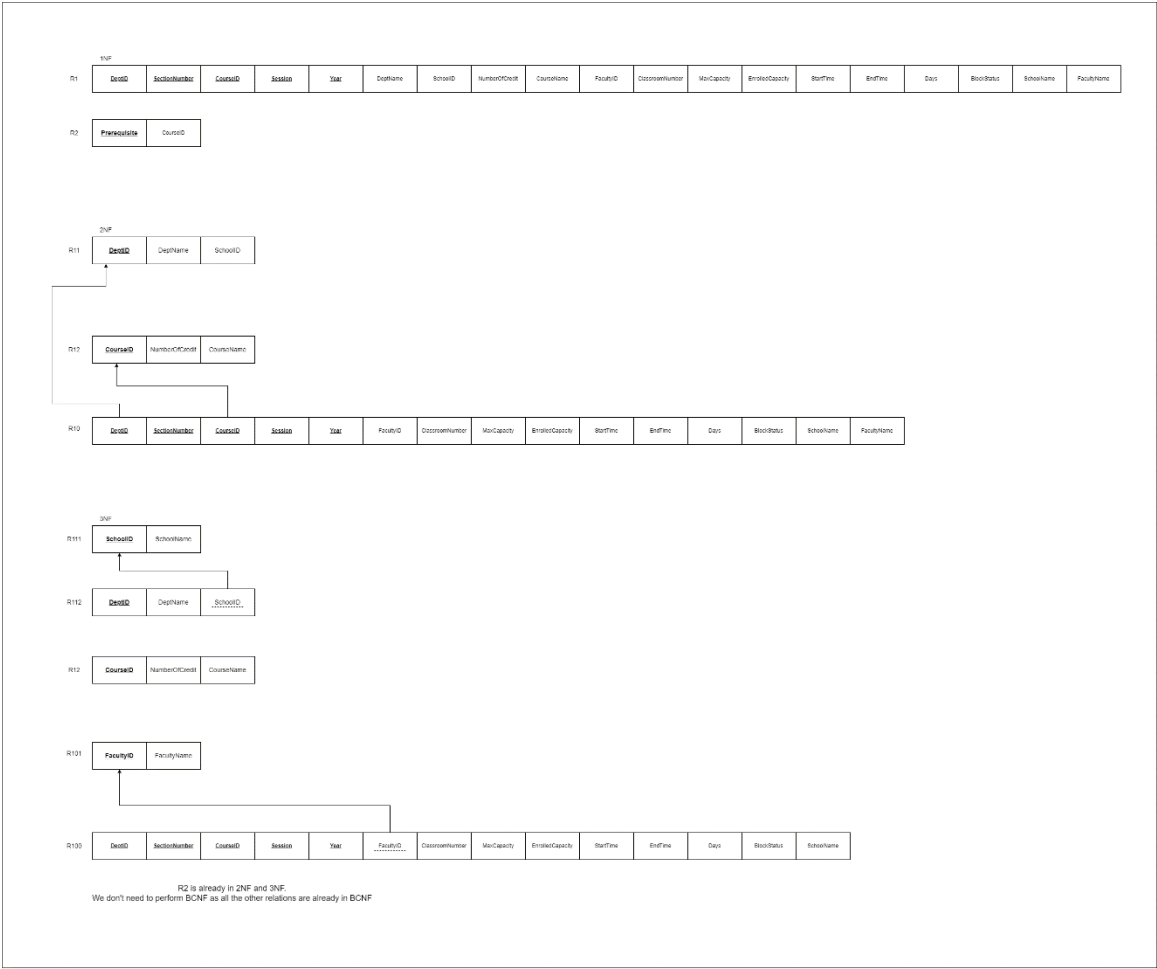 1NF
R1 DeptID SectionNumber CourseID Session Year DeptName SchoolID NumberOfCredit CourseName FacultyID ClassroomNumber MaxCapacity EnrolledCapacity StartTime EndTime Days BlockStatus SchoolName FacultyName
R2 Prerequisite CourseID
2NF
R11 DeptID DeptName SchoolID
R12 CourseID NumberOfCredit CourseName
R10 DeptID SectionNumber CourseID Session Year FacultyID ClassroomNumber MaxCapacity EnrolledCapacity StartTime EndTime Days BlockStatus SchoolName FacultyName
3NF
R111 SchoolID SchoolName
R112 DeptID DeptName SchoolID
R12 CourseID NumberOfCredit CourseName
R101 FacultyID FacultyName
R100 DeptID SectionNumber CourseID Session Year FacultyID ClassroomNumber MaxCapacity EnrolledCapacity StartTime EndTime Days BlockStatus SchoolName
R2 is already in 2NF and 3NF.
We don't need to perform BCNF as all the other relations are already in BCNF